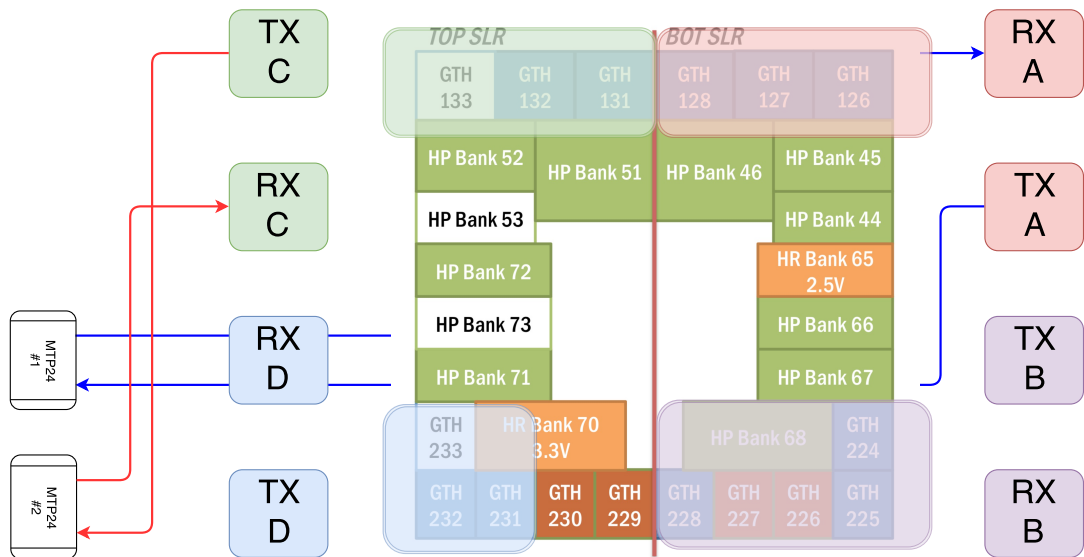 TX
C
RX
C
RX
D
TX
D
MTP24
#1
MTP24
#2
TOP SLR
BOT SLR
GTH
133
GTH
132
GTH
131
GTH
128
GTH
127
GTH
126
HP Bank 52
HP Bank 51
HP Bank 46
HP Bank 45
HP Bank 53
HP Bank 44
HP Bank 72
HR Bank 65
2.5V
HP Bank 73
HP Bank 66
HP Bank 71
HP Bank 67
GTH
233
HR Bank 70
3.3V
HP Bank 68
GTH
224
GTH
232
GTH
231
GTH
230
GTH
229
GTH
228
GTH
227
GTH
226
GTH
225
RX
A
TX
A
TX
B
RX
B